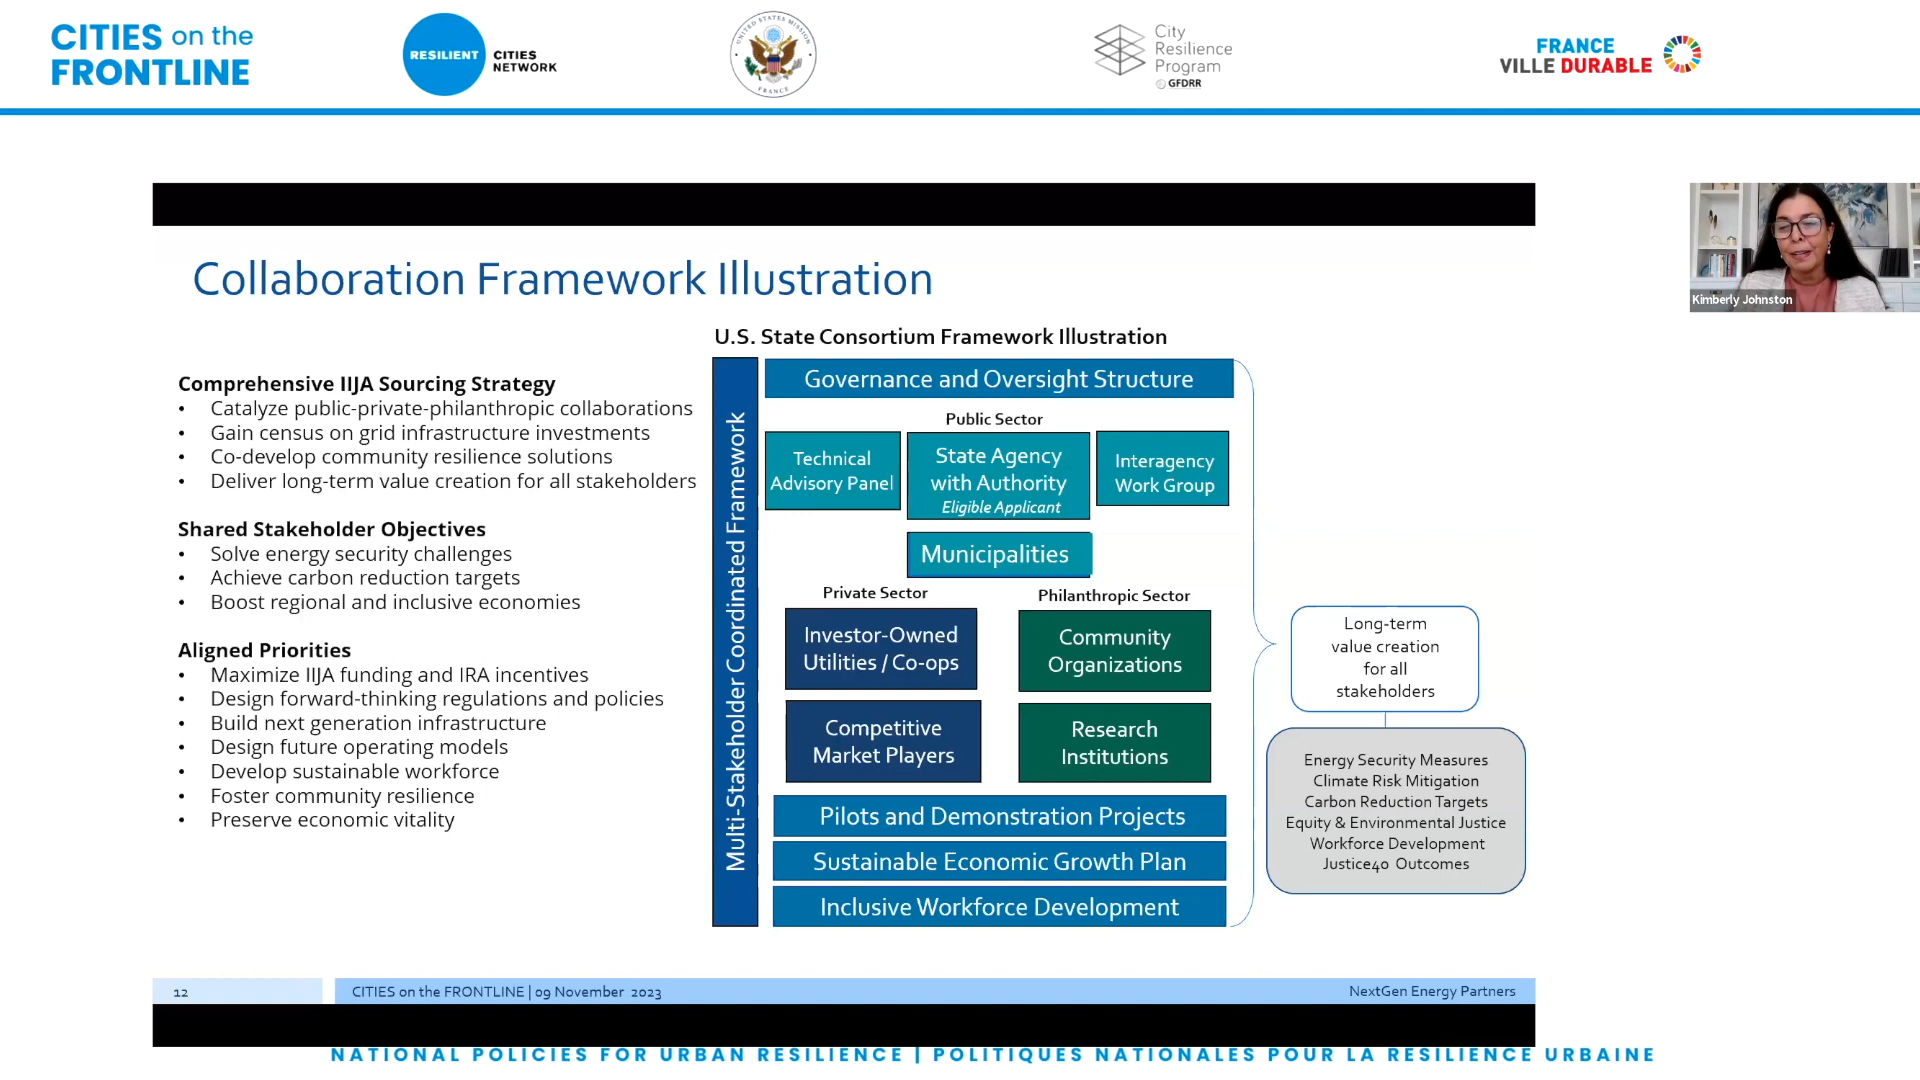 CITIES on the
FRONTLINE
RESILIENT CITIES
NETWORK
UNITED STATES MISSION
FRANCE
City
Resilience
Program
GFDRR
FRANCE
VILLE DURABLE
Kimberly Johnston
Collaboration Framework Illustration
Comprehensive IIJA Sourcing Strategy
• Catalyze public-private-philanthropic collaborations
• Gain census on grid infrastructure investments
• Co-develop community resilience solutions
• Deliver long-term value creation for all stakeholders
Shared Stakeholder Objectives
• Solve energy security challenges
• Achieve carbon reduction targets
• Boost regional and inclusive economies
Aligned Priorities
• Maximize IIJA funding and IRA incentives
• Design forward-thinking regulations and policies
• Build next generation infrastructure
• Design future operating models
• Develop sustainable workforce
• Foster community resilience
• Preserve economic vitality
U.S. State Consortium Framework Illustration
Multi-Stakeholder Coordinated Framework
Governance and Oversight Structure
Public Sector
Technical
Advisory Panel
State Agency
with Authority
Eligible Applicant
Interagency
Work Group
Municipalities
Private Sector
Investor-Owned
Utilities / Co-ops
Competitive
Market Players
Philanthropic Sector
Community
Organizations
Research
Institutions
Pilots and Demonstration Projects
Sustainable Economic Growth Plan
Inclusive Workforce Development
Long-term
value creation
for all
stakeholders
Energy Security Measures
Climate Risk Mitigation
Carbon Reduction Targets
Equity & Environmental Justice
Workforce Development
Justice40 Outcomes
12
CITIES on the FRONTLINE | 09 November 2023
NextGen Energy Partners
NATIONAL POLICIES FOR URBAN RESILIENCE | POLITIQUES NATIONALES POUR LA RESILIENCE URBAINE